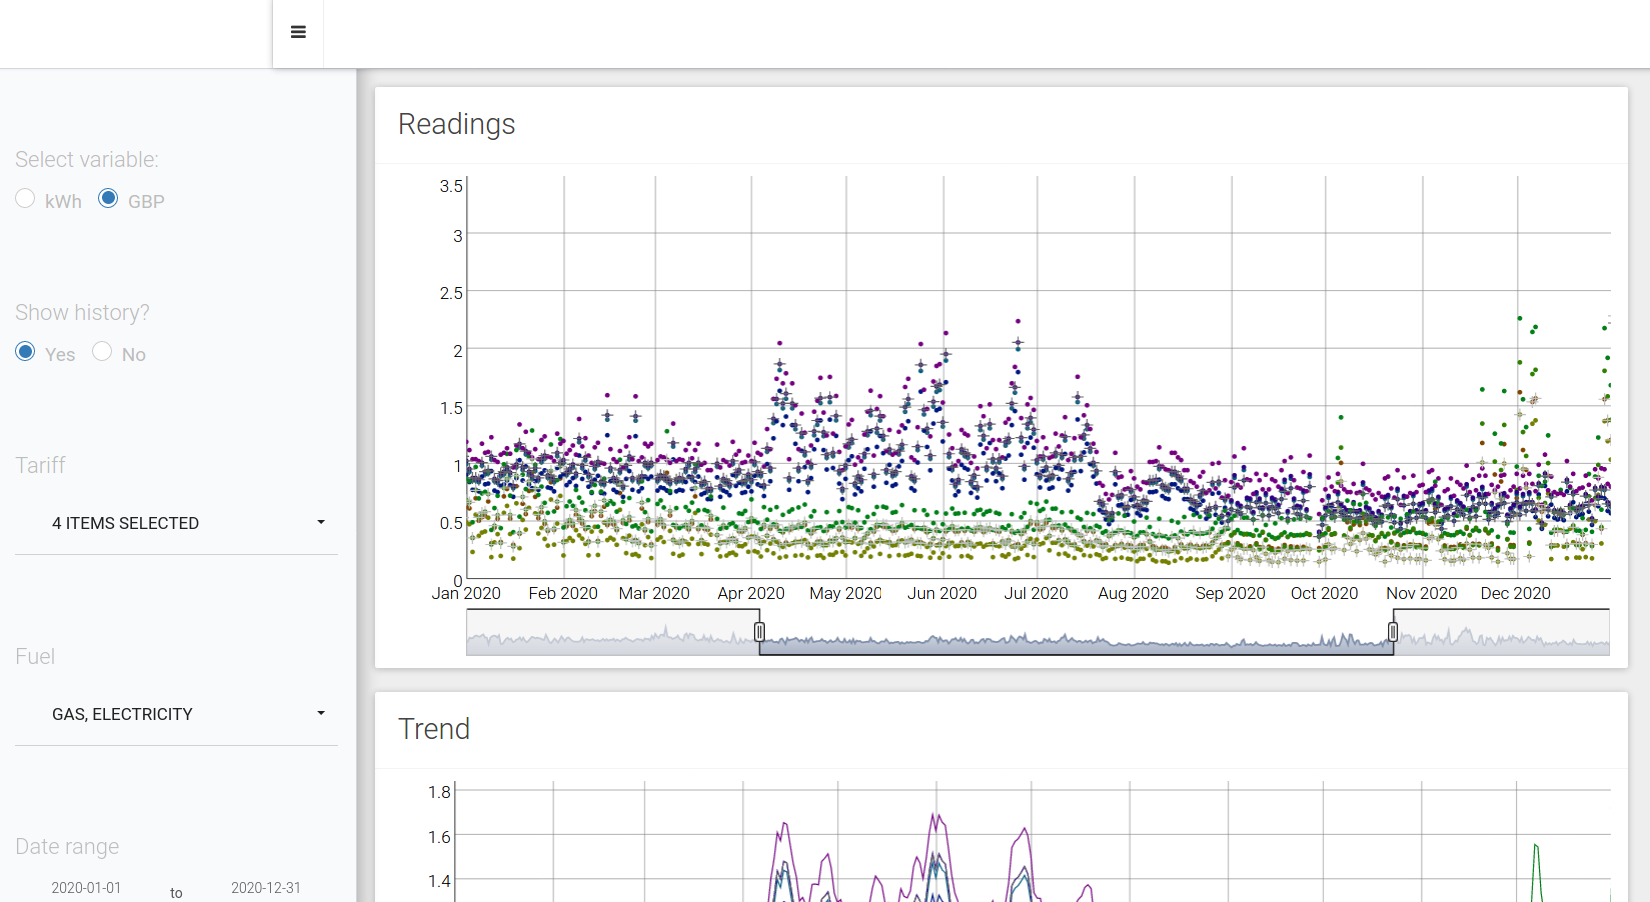 Select variable:
kWh GBP
Show history?
Yes No
Tariff
4 ITEMS SELECTED
Fuel
GAS, ELECTRICITY
Date range
2020-01-01 to 2020-12-31
Readings
3.5
3
2.5
2
1.5
1
0.5
0
Jan 2020 Feb 2020 Mar 2020 Apr 2020 May 2020 Jun 2020 Jul 2020 Aug 2020 Sep 2020 Oct 2020 Nov 2020 Dec 2020
Trend
1.8
1.6
1.4